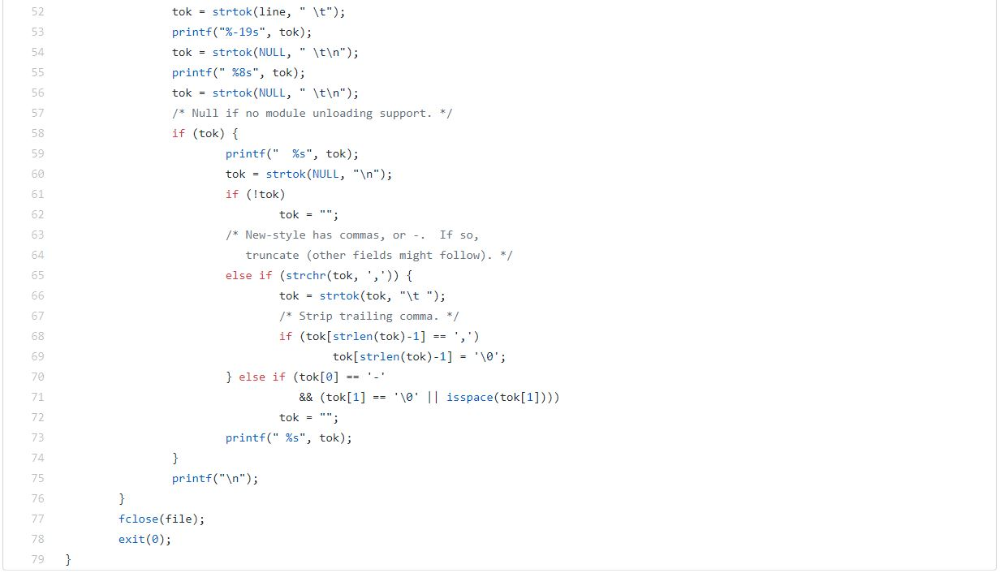 52 tok = strtok(line, " \t");
53 printf("%-19s", tok);
54 tok = strtok(NULL, " \t\n");
55 printf(" %8s", tok);
56 tok = strtok(NULL, " \t\n");
57 /* Null if no module unloading support. */
58 if (tok) {
59 printf("  %s", tok);
60 tok = strtok(NULL, "\n");
61 if (!tok)
62 tok = "";
63 /* New-style has commas, or -.  If so,
64 truncate (other fields might follow). */
65 else if (strchr(tok, ',')) {
66 tok = strtok(tok, "\t ");
67 /* Strip trailing comma. */
68 if (tok[strlen(tok)-1] == ',')
69 tok[strlen(tok)-1] = '\0';
70 } else if (tok[0] == '-'
71 && (tok[1] == '\0' || isspace(tok[1])))
72 tok = "";
73 printf(" %s", tok);
74 }
75 printf("\n");
76 }
77 fclose(file);
78 exit(0);
79 }